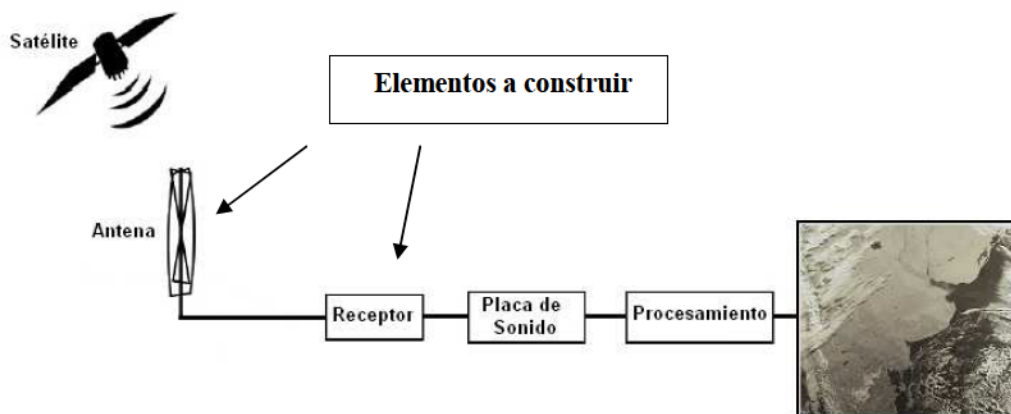 Satélite
Elementos a construir
Antena
Receptor
Placa de
Sonido
Procesamiento